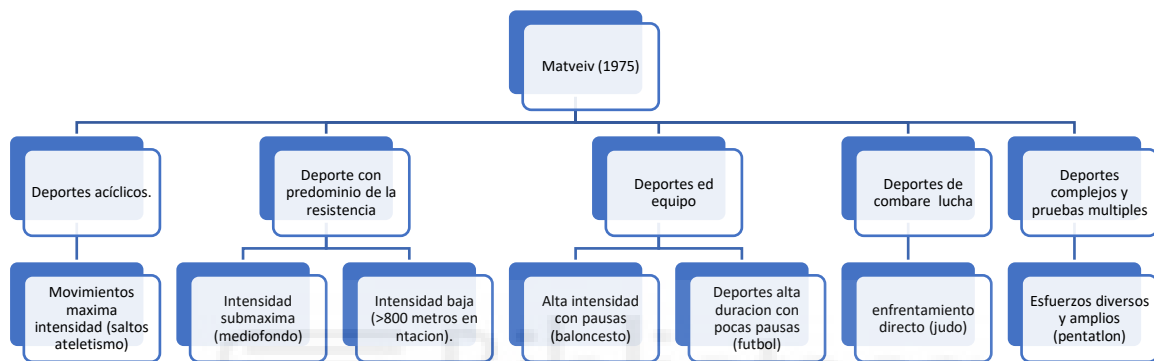 Matveiv (1975)
Deportes acíclicos.
Deporte con
predominio de la
resistencia
Deportes ed
equipo
Deportes de
combare lucha
Deportes
complejos y
pruebas multiples
Movimientos
maxima
intensidad (saltos
ateletismo)
Intensidad
submaxima
(mediofondo)
Intensidad baja
(>800 metros en
ntacion).
Alta intensidad
con pausas
(baloncesto)
Deportes alta
duracion con
pocas pausas
(futbol)
enfrentamiento
directo (judo)
Esfuerzos diversos
y amplios
(pentatlon)